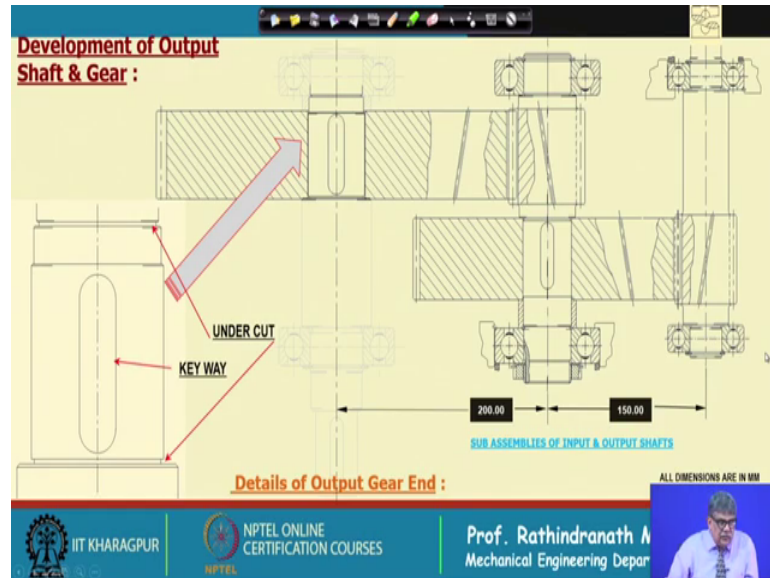 Development of Output
Shaft & Gear :
UNDER CUT
KEY WAY
200.00
150.00
SUB ASSEMBLIES OF INPUT & OUTPUT SHAFTS
ALL DIMENSIONS ARE IN MM
Details of Output Gear End :
IIT KHARAGPUR
NPTEL
NPTEL ONLINE
CERTIFICATION COURSES
Prof. Rathindranath M
Mechanical Engineering Depar